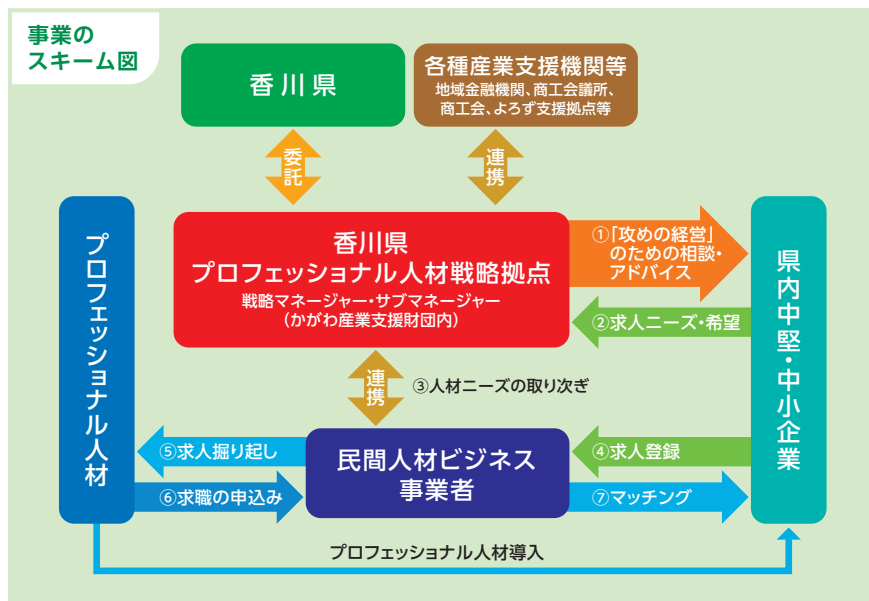 事業の
スキーム図
香川県
各種産業支援機関等
地域金融機関、商工会議所、
商工会、よろず支援拠点等
委託
連携
プロフェッショナル人材
香川県
プロフェッショナル人材戦略拠点
戦略マネージャー・サブマネージャー
（かがわ産業支援財団内）
①「攻めの経営」
のための相談・
アドバイス
②求人ニーズ・希望
県内中堅・中小企業
連携
③人材ニーズの取り次ぎ
⑤求人掘り起し
⑥求職の申込み
民間人材ビジネス
事業者
④求人登録
⑦マッチング
プロフェッショナル人材導入